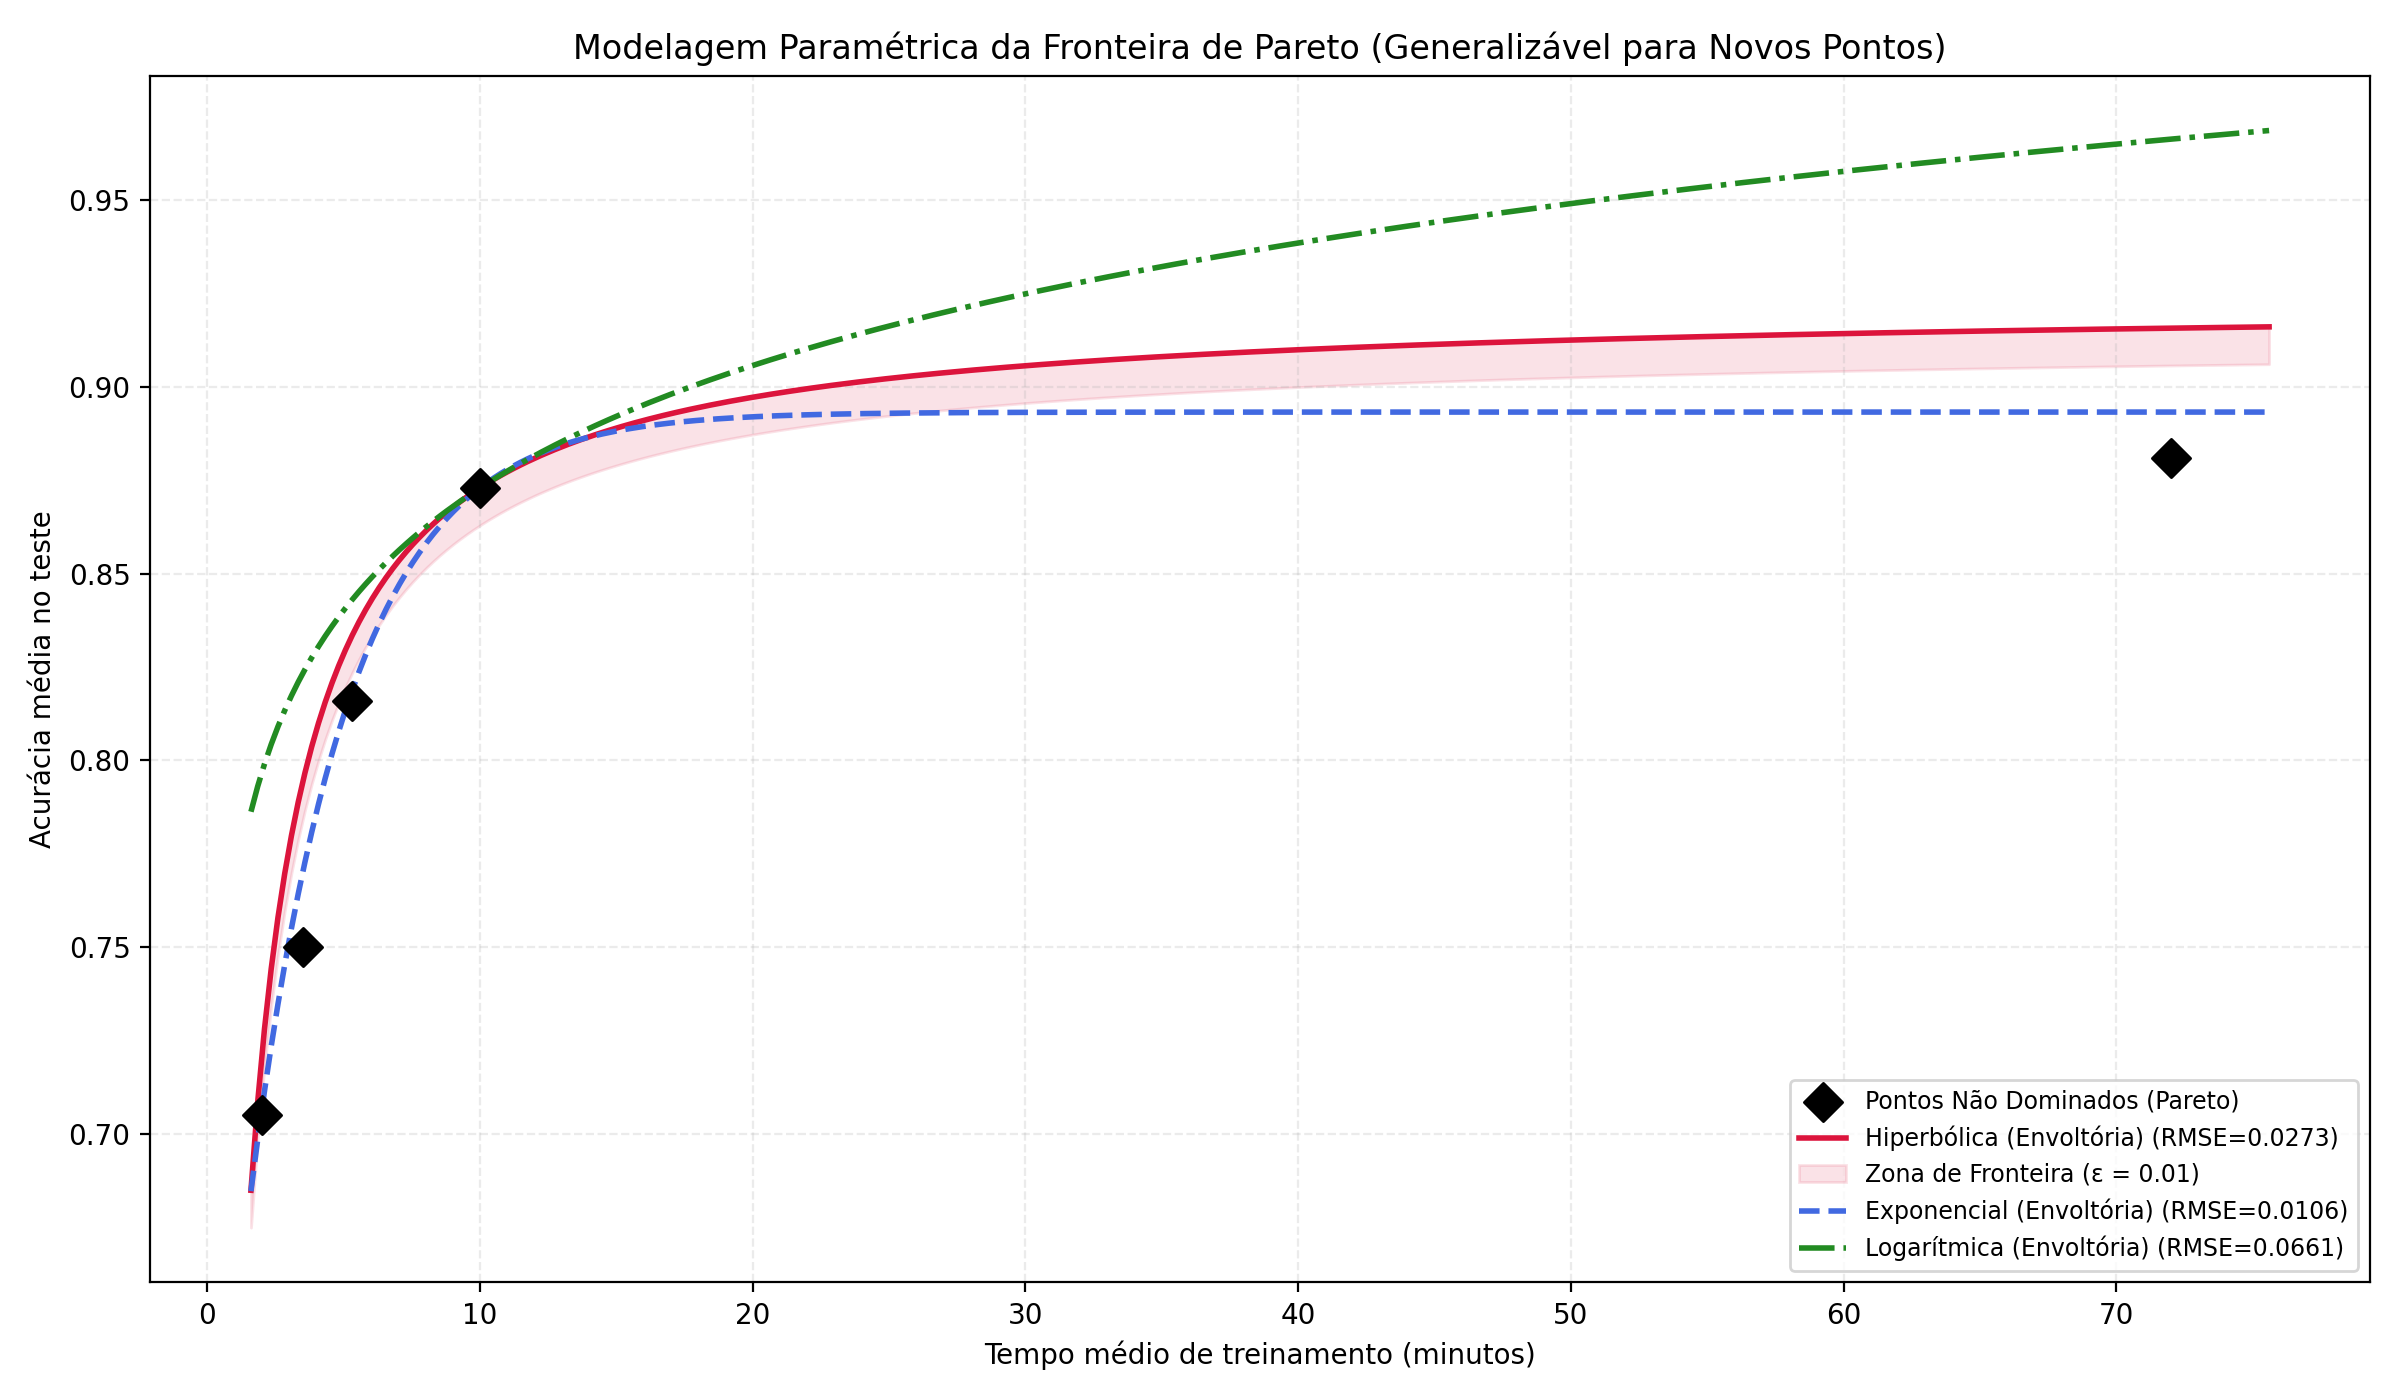 Modelagem Paramétrica da Fronteira de Pareto (Generalizável para Novos Pontos)
Acurácia média no teste
0.95
0.90
0.85
0.80
0.75
0.70
0
10
20
30
40
50
60
70
Tempo médio de treinamento (minutos)
Pontos Não Dominados (Pareto)
Hiperbólica (Envoltória) (RMSE=0.0273)
Zona de Fronteira (ε = 0.01)
Exponencial (Envoltória) (RMSE=0.0106)
Logarítmica (Envoltória) (RMSE=0.0661)